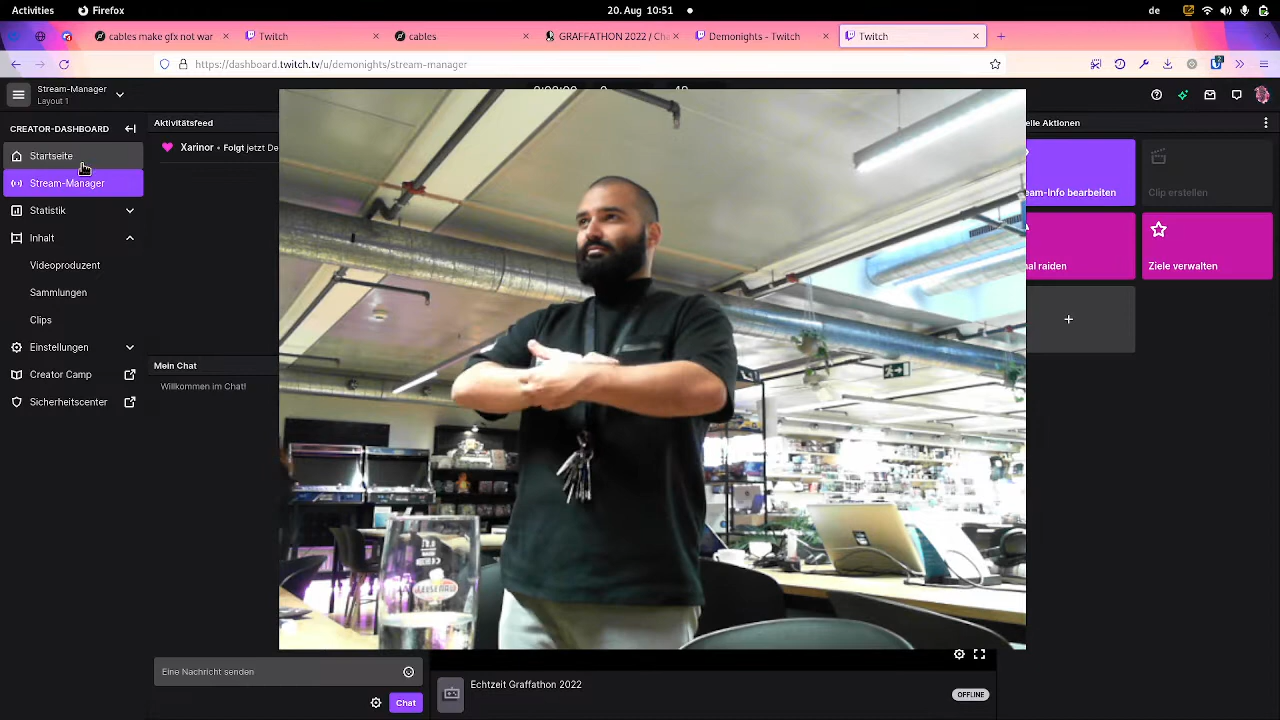 Activities
Firefox
20. Aug 10:51
de
cables make gfx not war
Twitch
cables
GRAFFATHON 2022 / Cha
Demonights - Twitch
Twitch
https://dashboard.twitch.tv/u/demonights/stream-manager
Stream-Manager
Layout 1
CREATOR-DASHBOARD
Startseite
Stream-Manager
Statistik
Inhalt
Videoproduzent
Sammlungen
Clips
Einstellungen
Creator Camp
Sicherheitscenter
Aktivitätsfeed
Xarinor • Folgt jetzt De
Mein Chat
Willkommen im Chat!
Eine Nachricht senden
Chat
elle Aktionen
eam-Info bearbeiten
Clip erstellen
al raiden
Ziele verwalten
Echtzeit Graffathon 2022
OFFLINE